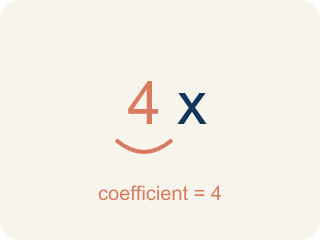 4 x
coefficient = 4